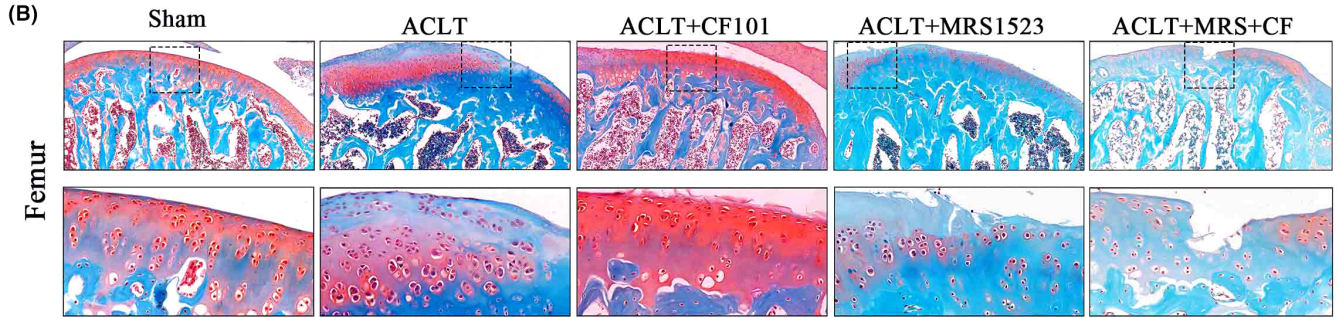 (B)
Sham
ACLT
ACLT+CF101
ACLT+MRS1523
ACLT+MRS+CF
Femur